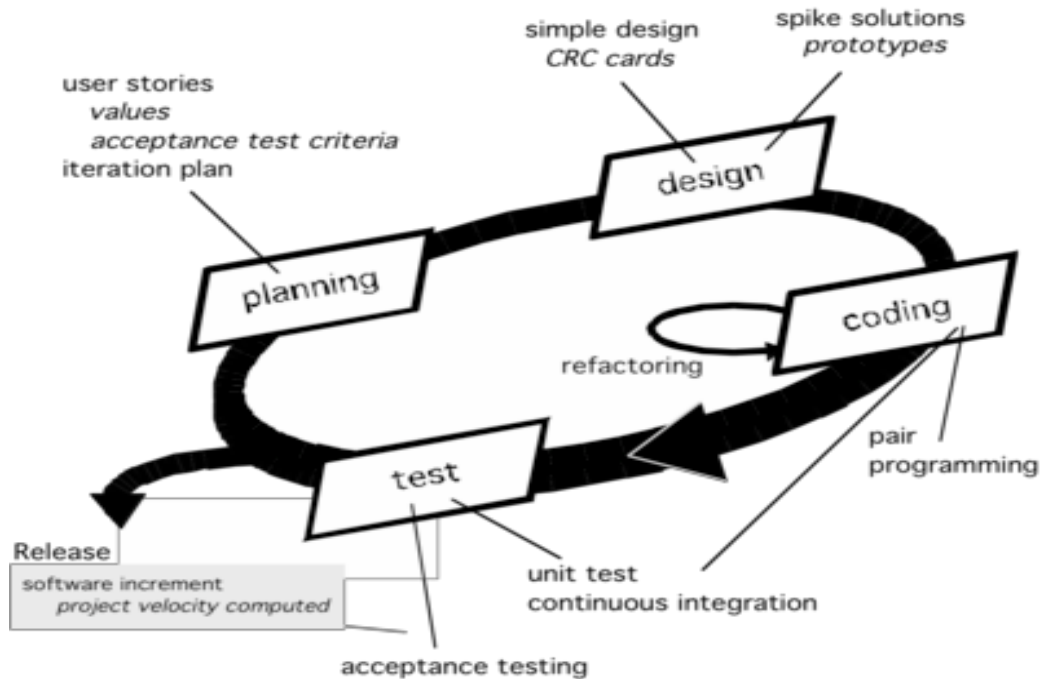 simple design
CRC cards
spike solutions
prototypes
user stories
values
acceptance test criteria
iteration plan
design
planning
coding
refactoring
test
pair
programming
Release
software increment
project velocity computed
unit test
continuous integration
acceptance testing